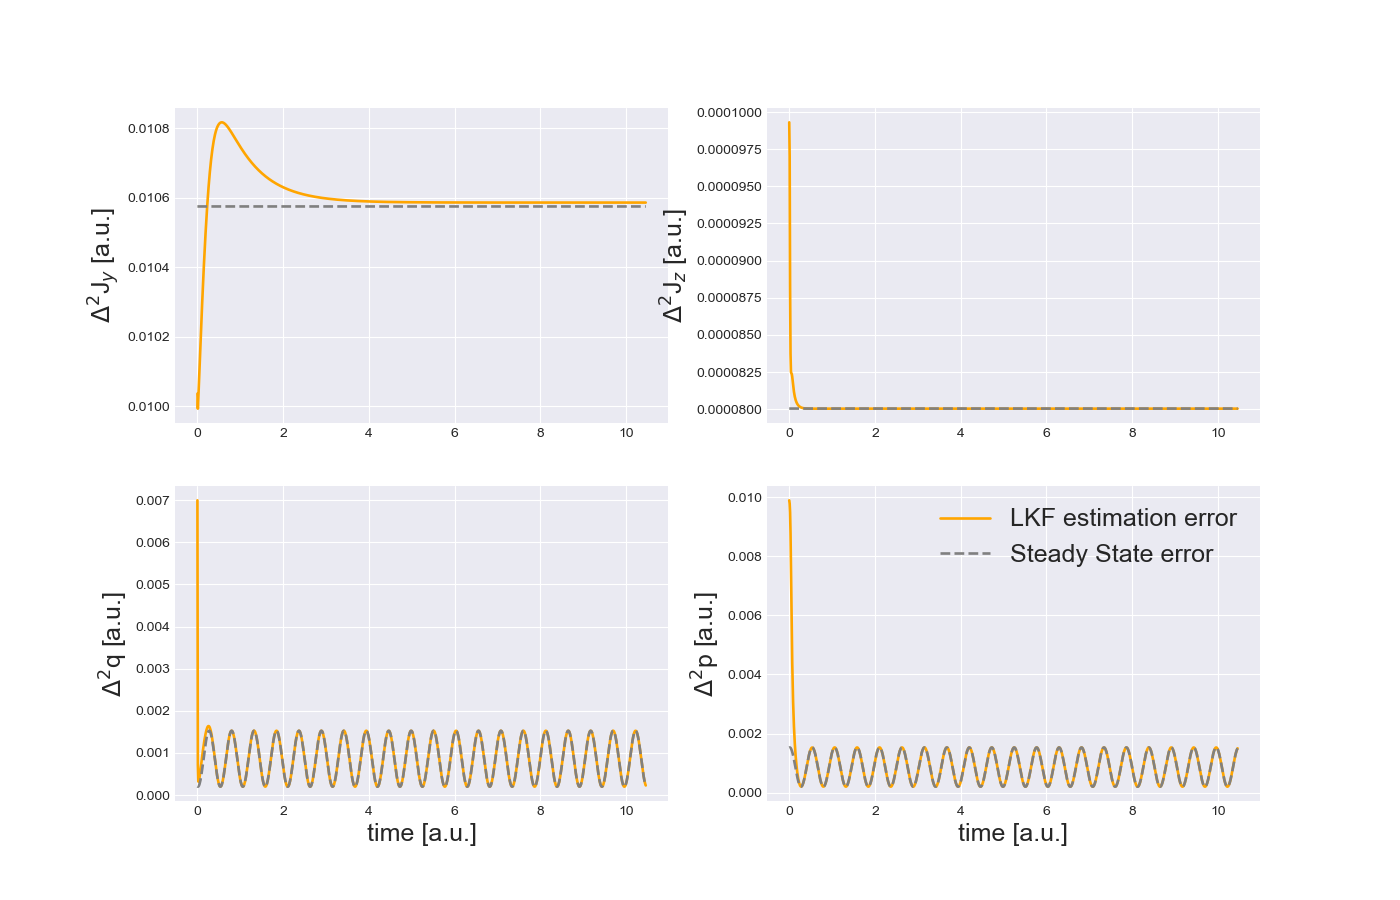 0.0108
0.0106
0.0104
0.0102
0.0100
Δ²J_y [a.u.]
0 2 4 6 8 10
0.0001000
0.0000975
0.0000950
0.0000925
0.0000900
0.0000875
0.0000850
0.0000825
0.0000800
Δ²J_z [a.u.]
0 2 4 6 8 10
0.007
0.006
0.005
0.004
0.003
0.002
0.001
0.000
Δ²q [a.u.]
0 2 4 6 8 10
time [a.u.]
0.010
0.008
0.006
0.004
0.002
0.000
Δ²p [a.u.]
LKF estimation error
Steady State error
0 2 4 6 8 10
time [a.u.]